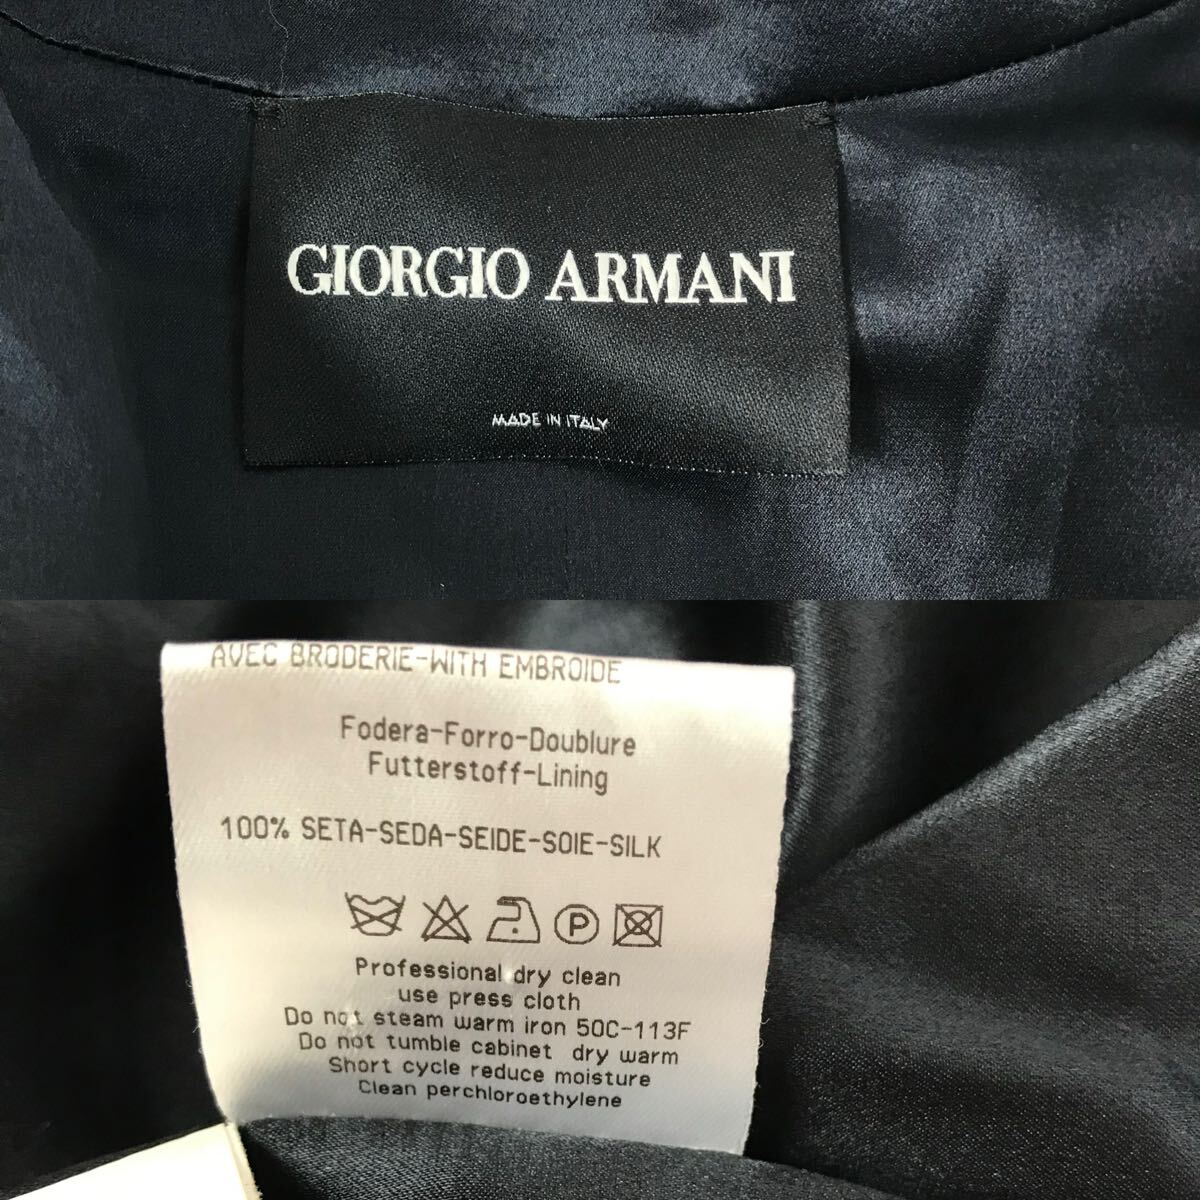 GIORGIO ARMANI
MADE IN ITALY
AVEC BRODERIE-WITH EMBROIDE
Fodera-Forro-Doublure
Futterstoff-Lining
100% SETA-SEDA-SEIDE-SOIE-SILK
P
Professional dry clean
use press cloth
Do not steam warm iron 50C-113F
Do not tumble cabinet dry warm
Short cycle reduce moisture
Clean perchloroethylene